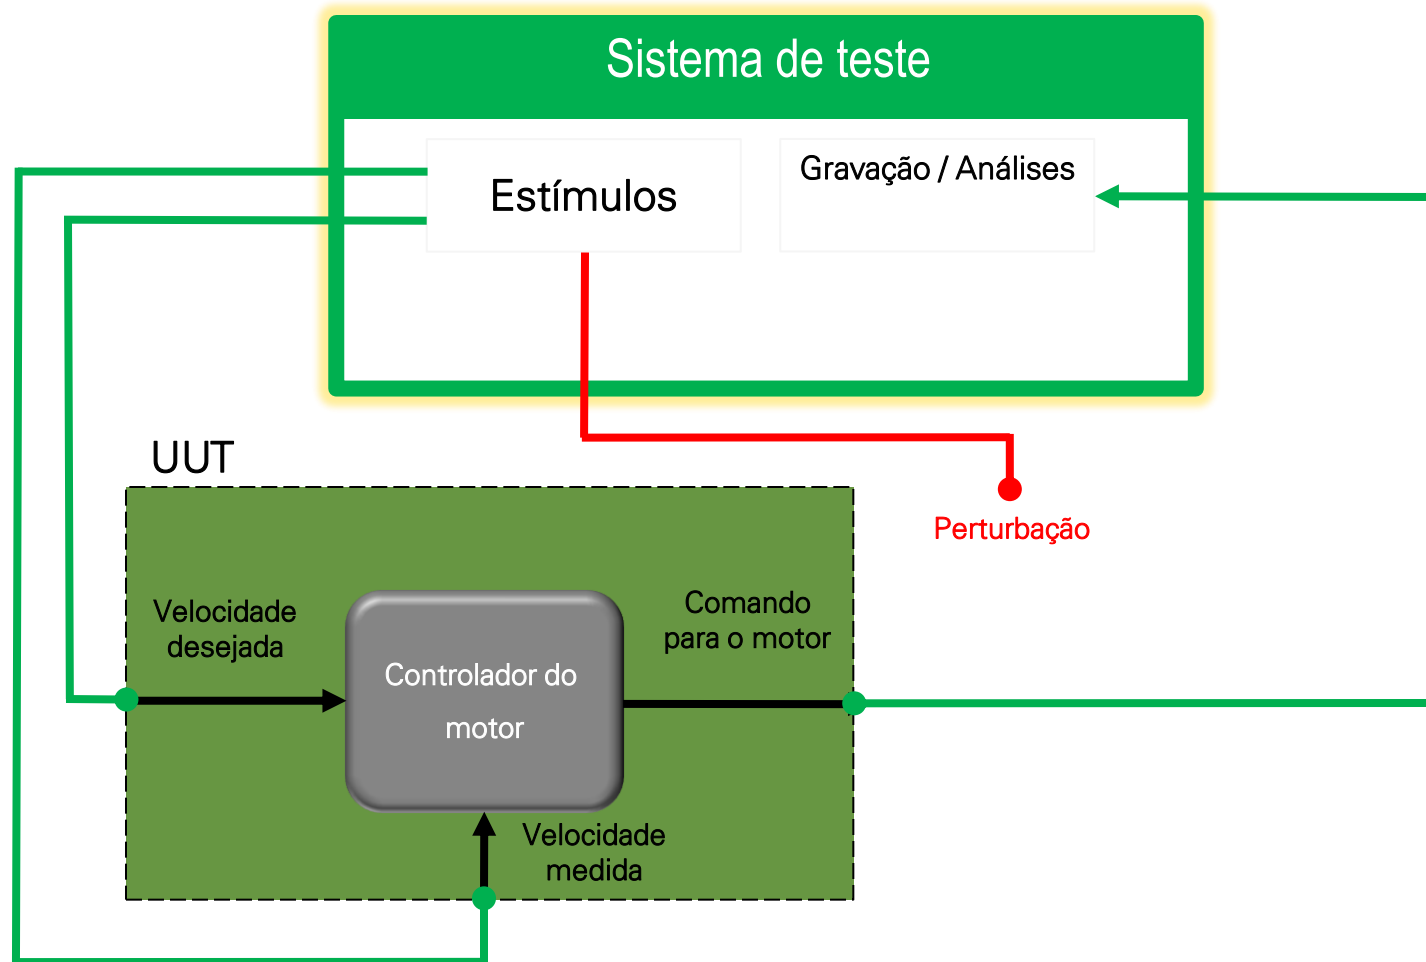 Sistema de teste
Estímulos
Gravação / Análises
UUT
Perturbação
Velocidade
desejada
Controlador do
motor
Comando
para o motor
Velocidade
medida